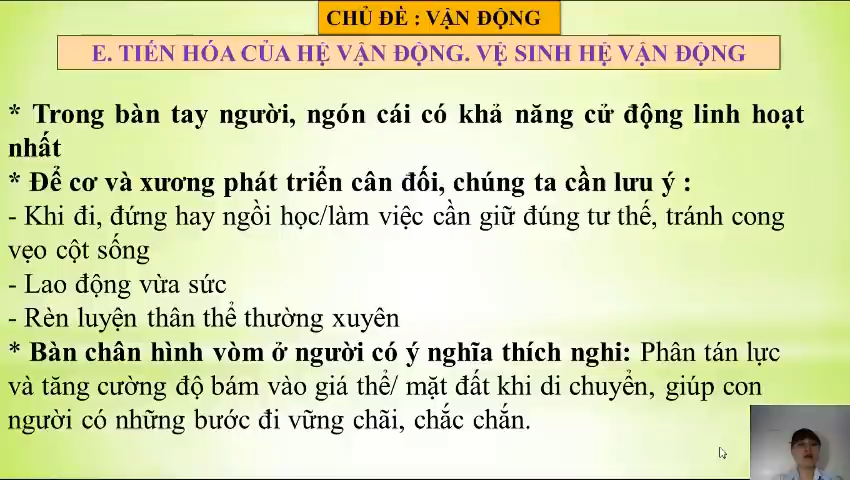 CHỦ ĐỀ : VẬN ĐỘNG
E. TIẾN HÓA CỦA HỆ VẬN ĐỘNG. VỆ SINH HỆ VẬN ĐỘNG
* Trong bàn tay người, ngón cái có khả năng cử động linh hoạt
nhất
* Để cơ và xương phát triển cân đối, chúng ta cần lưu ý :
- Khi đi, đứng hay ngồi học/làm việc cần giữ đúng tư thế, tránh cong
vẹo cột sống
- Lao động vừa sức
- Rèn luyện thân thể thường xuyên
* Bàn chân hình vòm ở người có ý nghĩa thích nghi: Phân tán lực
và tăng cường độ bám vào giá thể/ mặt đất khi di chuyển, giúp con
người có những bước đi vững chãi, chắc chắn.